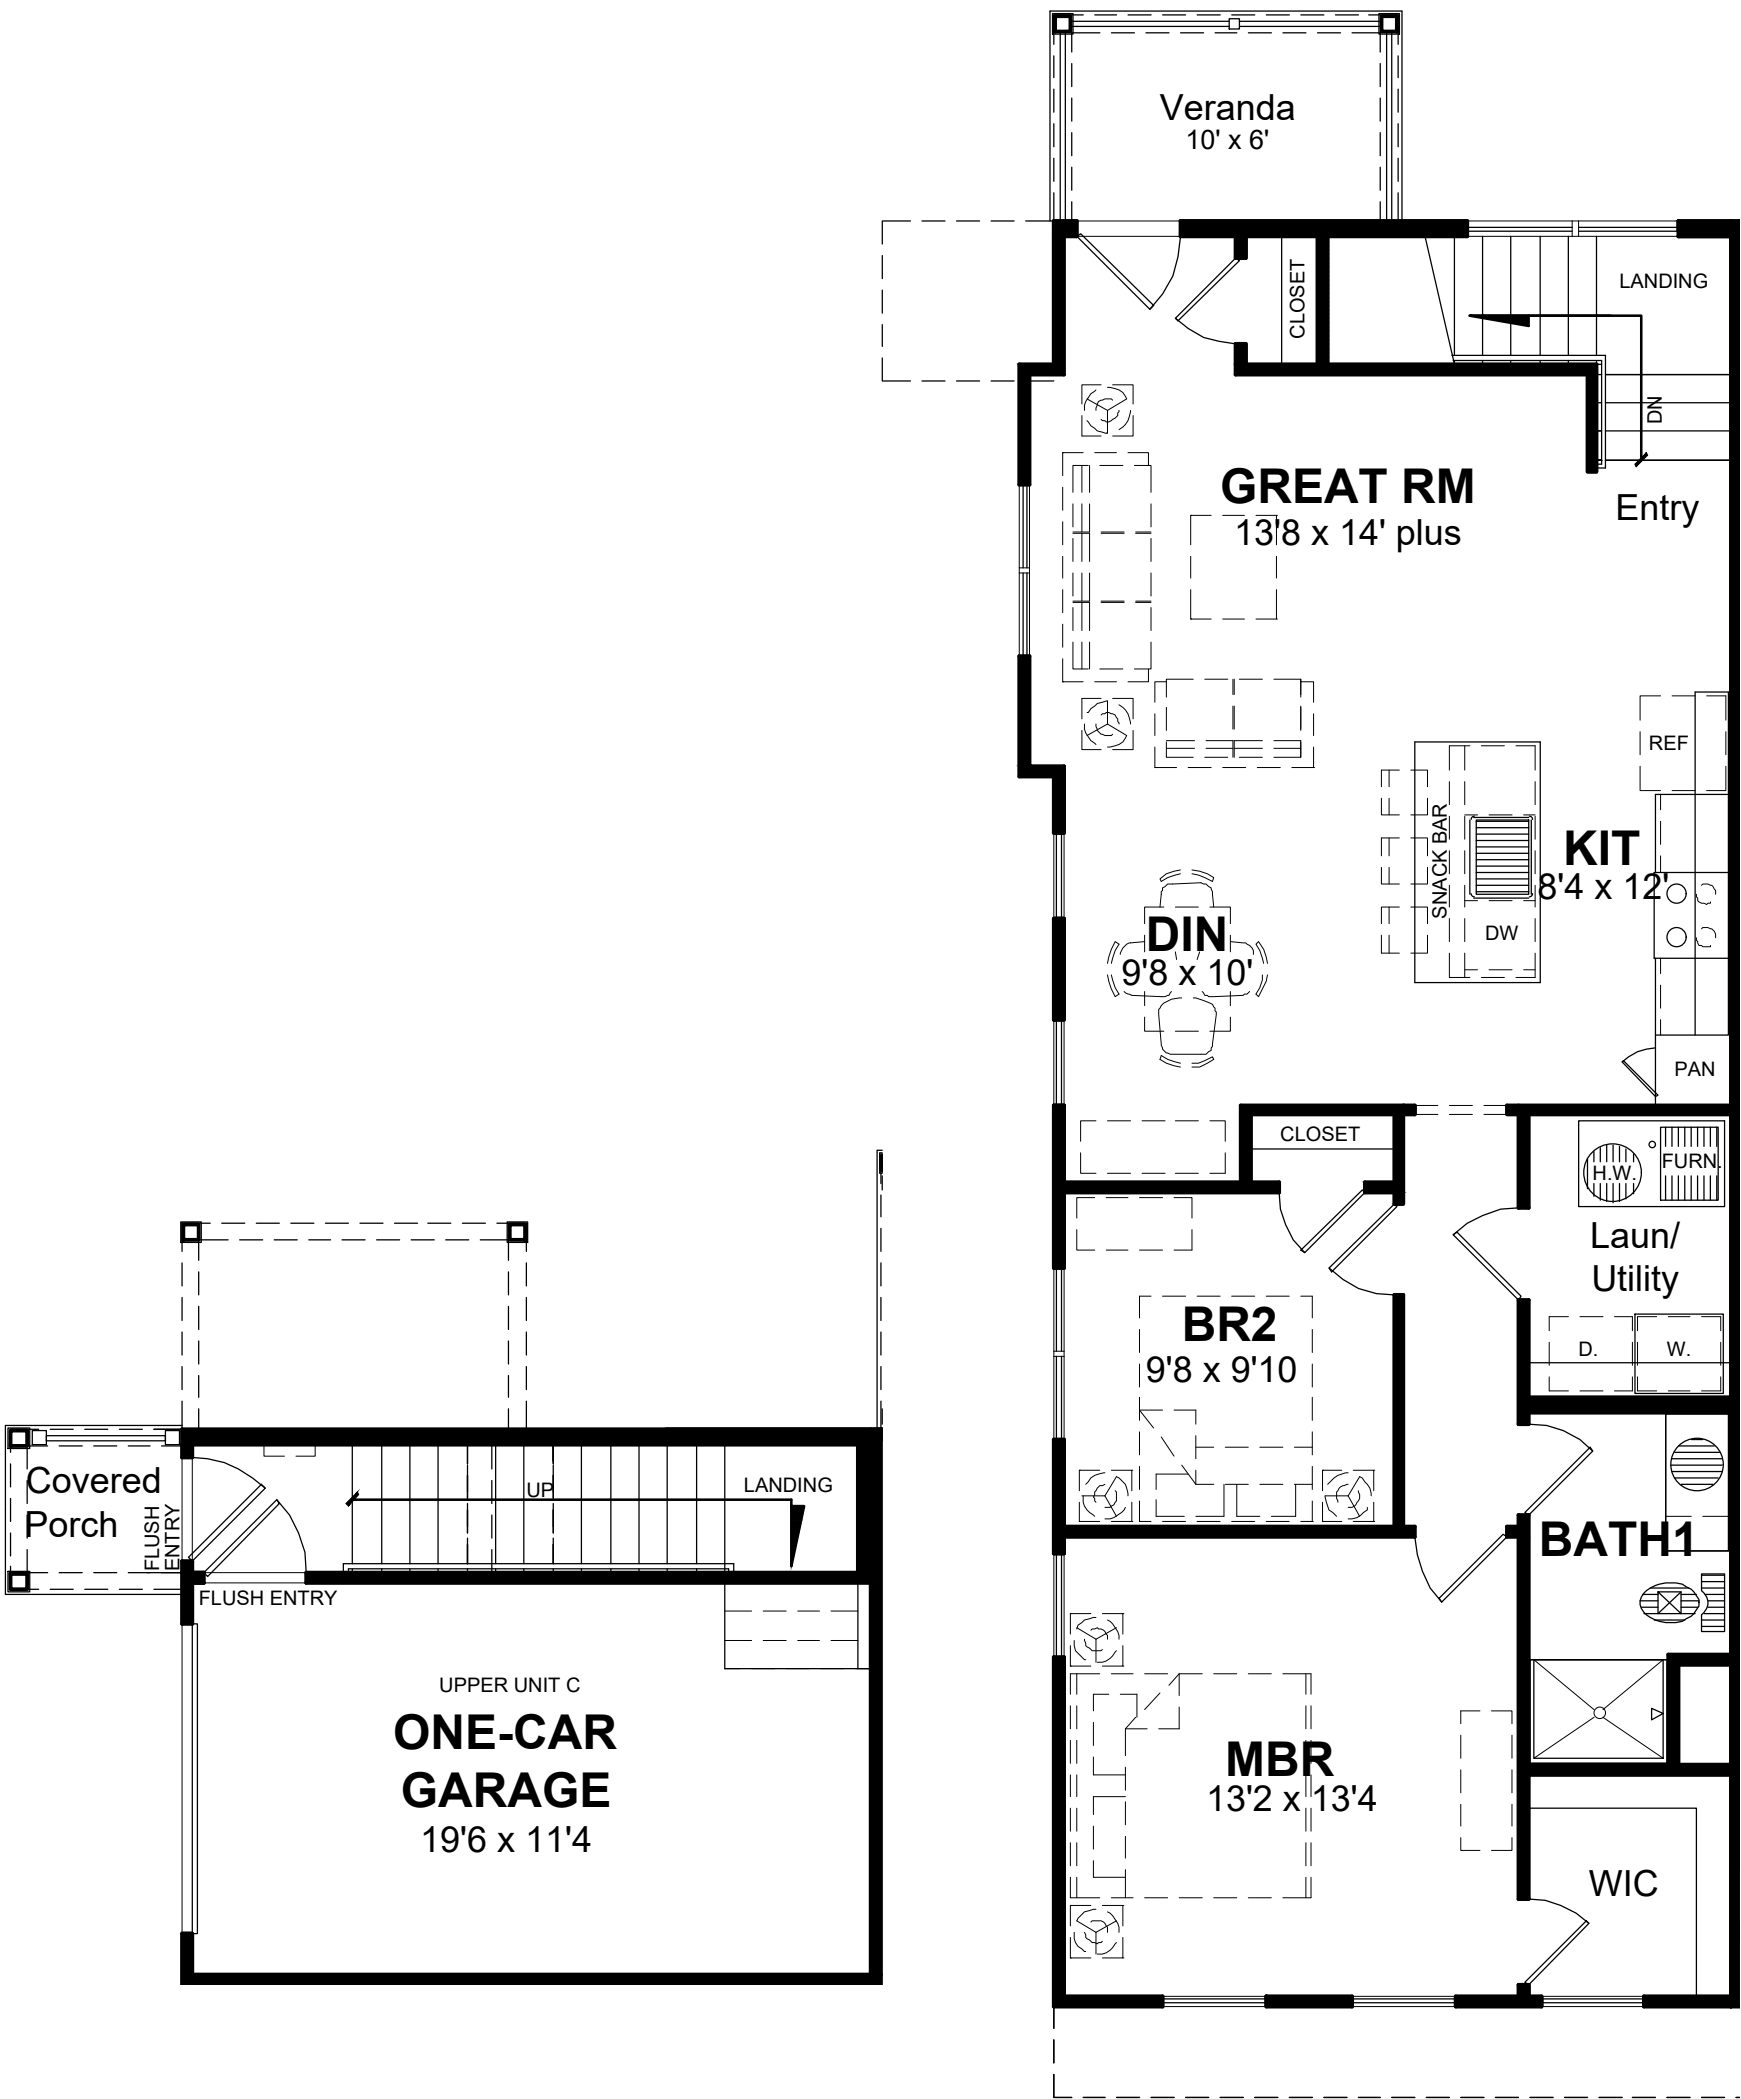 Veranda
10' x 6'
CLOSET
LANDING
DN
GREAT RM
13'8 x 14' plus
Entry
REF
SNACK BAR
KIT
8'4 x 12'
DW
DIN
9'8 x 10'
PAN
CLOSET
H.W.
FURN.
Laun/
Utility
D.
W.
BR2
9'8 x 9'10
BATH1
MBR
13'2 x 13'4
WIC
Covered
Porch
FLUSH
ENTRY
UP
LANDING
FLUSH ENTRY
UPPER UNIT C
ONE-CAR
GARAGE
19'6 x 11'4